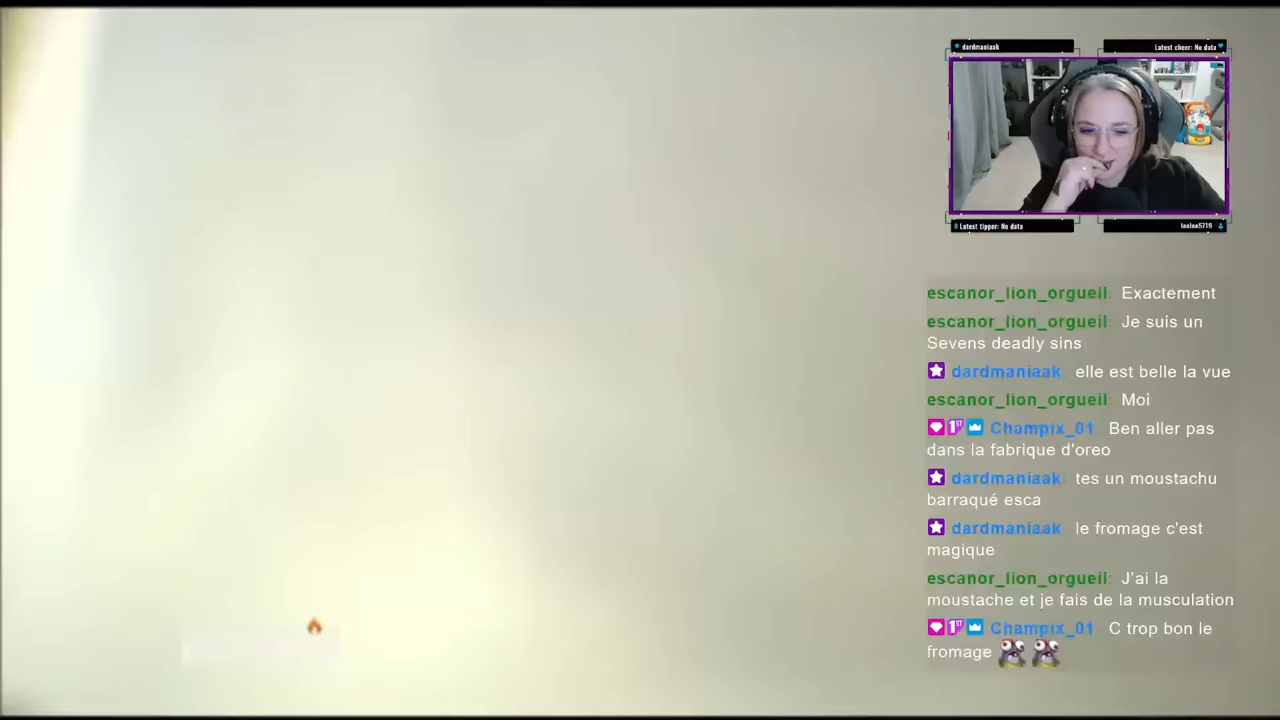 dardmaniaak
Latest cheer: No data
Latest tipper: No data
escanor_lion_orgueil: Exactement
escanor_lion_orgueil: Je suis un
Sevens deadly sins
dardmaniaak: elle est belle la vue
escanor_lion_orgueil: Moi
1ST Champix_01: Ben aller pas
dans la fabrique d'oreo
dardmaniaak: tes un moustachu
barraqué esca
dardmaniaak: le fromage c'est
magique
escanor_lion_orgueil: J'ai la
moustache et je fais de la musculation
1ST Champix_01: C trop bon le
fromage